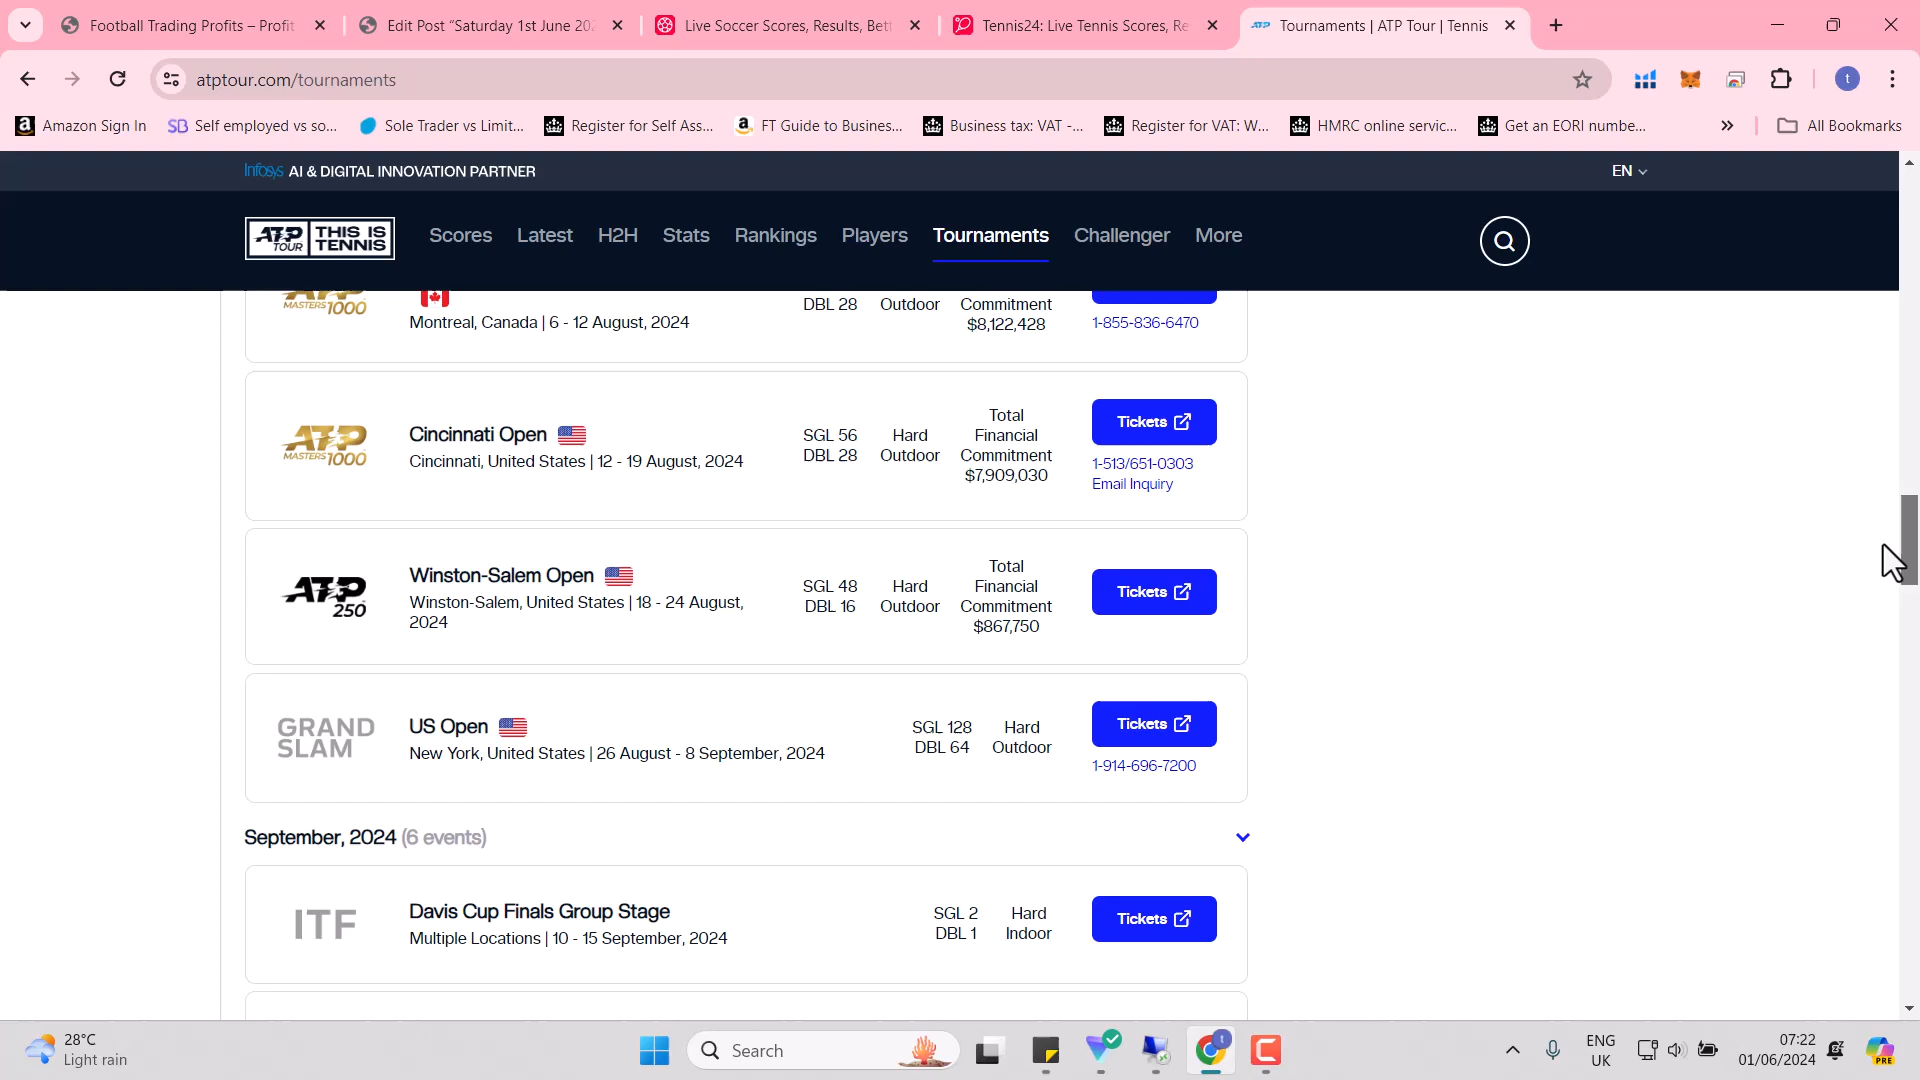 Football Trading Profits – Profit
Edit Post “Saturday 1st June 202
Live Soccer Scores, Results, Bett
Tennis24: Live Tennis Scores, Re
Tournaments | ATP Tour | Tennis
atptour.com/tournaments
t
Amazon Sign In
Self employed vs so...
Sole Trader vs Limit...
Register for Self Ass...
FT Guide to Busines...
Business tax: VAT -...
Register for VAT: W...
HMRC online servic...
Get an EORI numbe...
All Bookmarks
Infosys AI & DIGITAL INNOVATION PARTNER
EN
ATP TOUR THIS IS TENNIS
Scores Latest H2H Stats Rankings Players Tournaments Challenger More
ATP MASTERS 1000
Montreal, Canada | 6 - 12 August, 2024
DBL 28
Outdoor
Commitment
$8,122,428
1-855-836-6470
ATP MASTERS 1000
Cincinnati Open
Cincinnati, United States | 12 - 19 August, 2024
SGL 56
DBL 28
Hard
Outdoor
Total
Financial
Commitment
$7,909,030
Tickets
1-513/651-0303
Email Inquiry
ATP 250
Winston-Salem Open
Winston-Salem, United States | 18 - 24 August,
2024
SGL 48
DBL 16
Hard
Outdoor
Total
Financial
Commitment
$867,750
Tickets
GRAND
SLAM
US Open
New York, United States | 26 August - 8 September, 2024
SGL 128
DBL 64
Hard
Outdoor
Tickets
1-914-696-7200
September, 2024 (6 events)
ITF
Davis Cup Finals Group Stage
Multiple Locations | 10 - 15 September, 2024
SGL 2
DBL 1
Hard
Indoor
Tickets
28°C
Light rain
Search
ENG
UK
07:22
01/06/2024
PRE